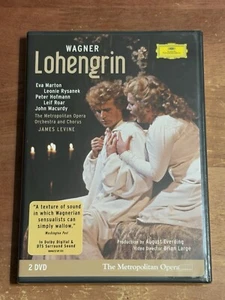 WAGNER
Lohengrin
Eva Marton
Leonie Rysanek
Peter Hofmann
Leif Roar
John Macurdy
The Metropolitan Opera
Orchestra and Chorus
JAMES LEVINE
"A texture of sound
in which Wagnerian
sensualists can
simply wallow."
Washington Post
In Dolby Digital &
DTS Surround Sound
Production by August Everding
Video Director Brian Large
2 DVD
The Metropolitan Opera